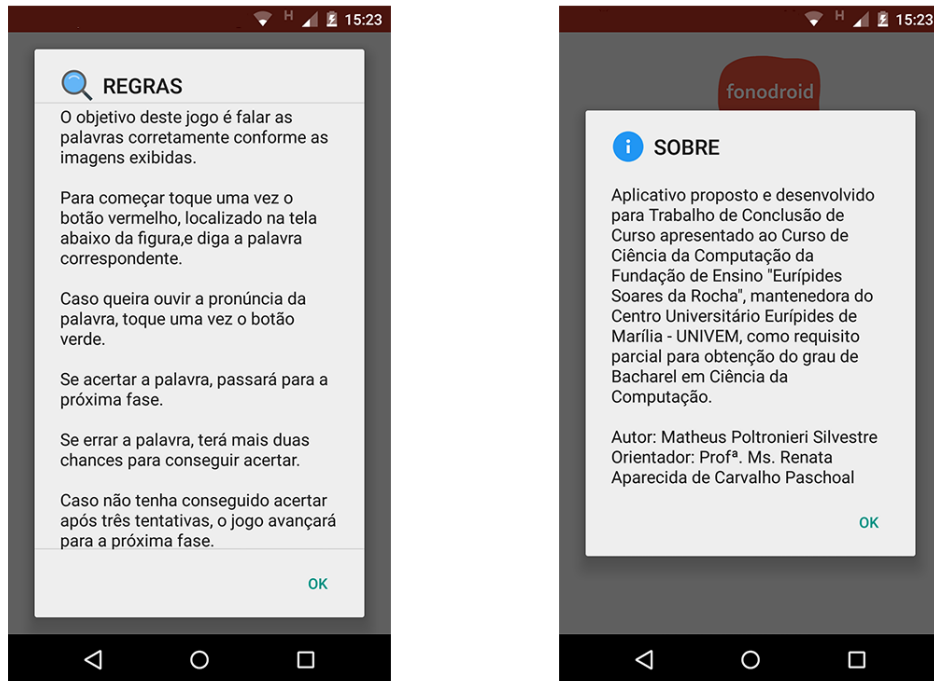 H 15:23
REGRAS
O objetivo deste jogo é falar as
palavras corretamente conforme as
imagens exibidas.
Para começar toque uma vez o
botão vermelho, localizado na tela
abaixo da figura,e diga a palavra
correspondente.
Caso queira ouvir a pronúncia da
palavra, toque uma vez o botão
verde.
Se acertar a palavra, passará para a
próxima fase.
Se errar a palavra, terá mais duas
chances para conseguir acertar.
Caso não tenha conseguido acertar
após três tentativas, o jogo avançará
para a próxima fase.
OK
H 15:23
fonodroid
SOBRE
Aplicativo proposto e desenvolvido
para Trabalho de Conclusão de
Curso apresentado ao Curso de
Ciência da Computação da
Fundação de Ensino "Eurípides
Soares da Rocha", mantenedora do
Centro Universitário Eurípides de
Marília - UNIVEM, como requisito
parcial para obtenção do grau de
Bacharel em Ciência da
Computação.
Autor: Matheus Poltronieri Silvestre
Orientador: Profª. Ms. Renata
Aparecida de Carvalho Paschoal
OK